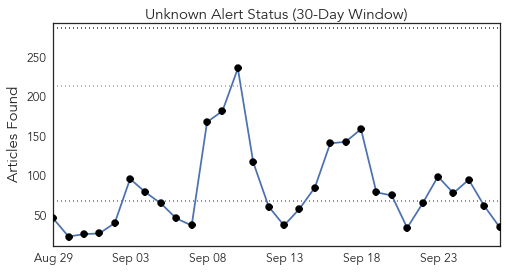 Unknown Alert Status (30-Day Window)
Articles Found
250
200
150
100
50
Aug 29
Sep 03
Sep 08
Sep 13
Sep 18
Sep 23